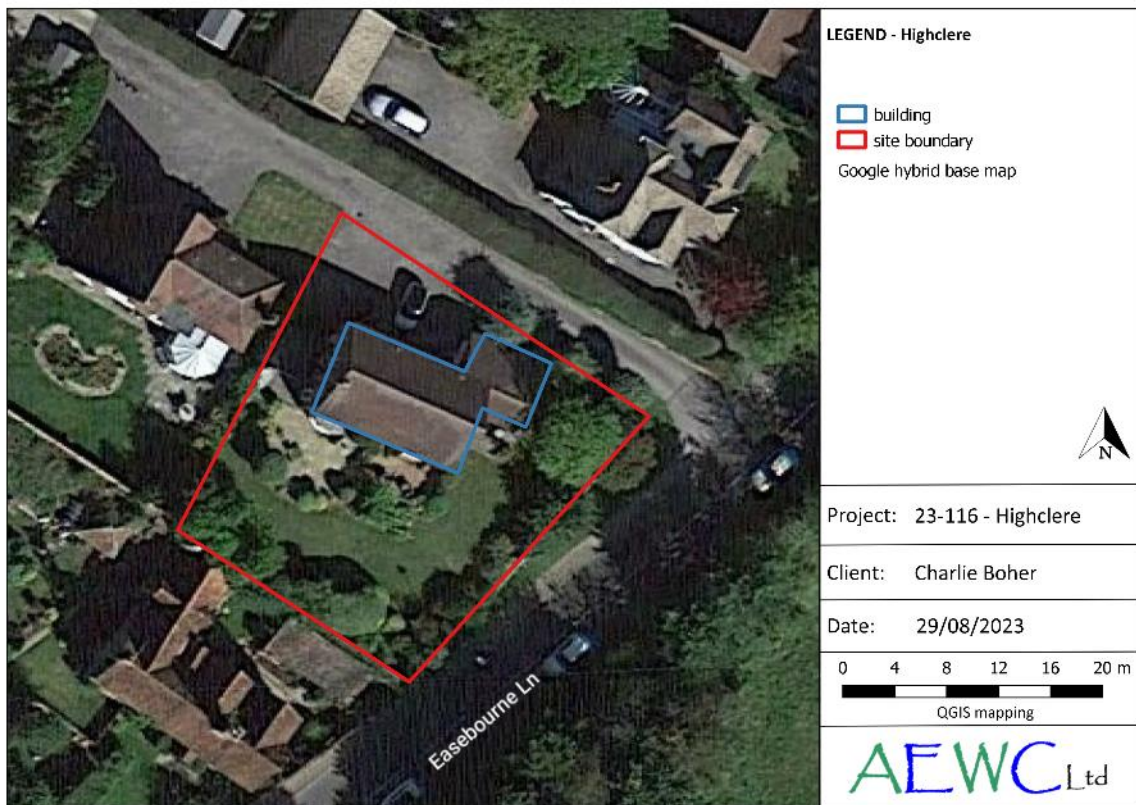 LEGEND - Highclere
building
site boundary
Google hybrid base map
N
Project: 23-116 - Highclere
Client: Charlie Boher
Date: 29/08/2023
0 4 8 12 16 20 m
QGIS mapping
AEWC Ltd
Easebourne Ln